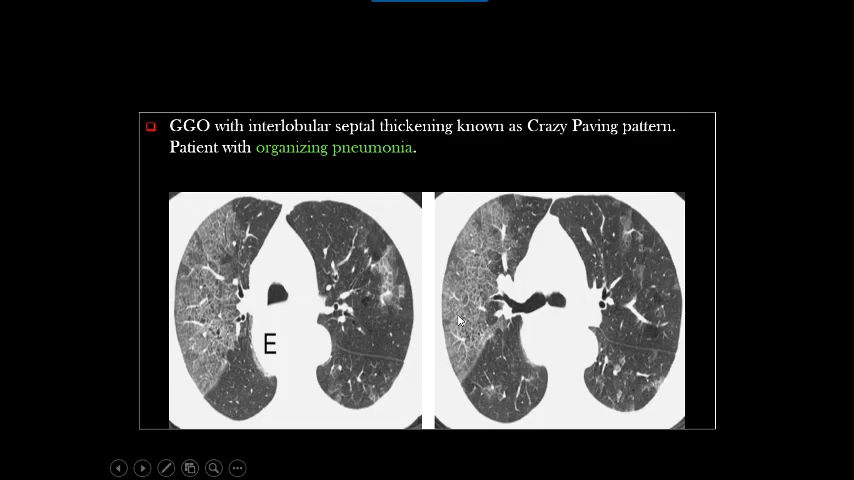 GGO with interlobular septal thickening known as Crazy Paving pattern.
Patient with organizing pneumonia.
E